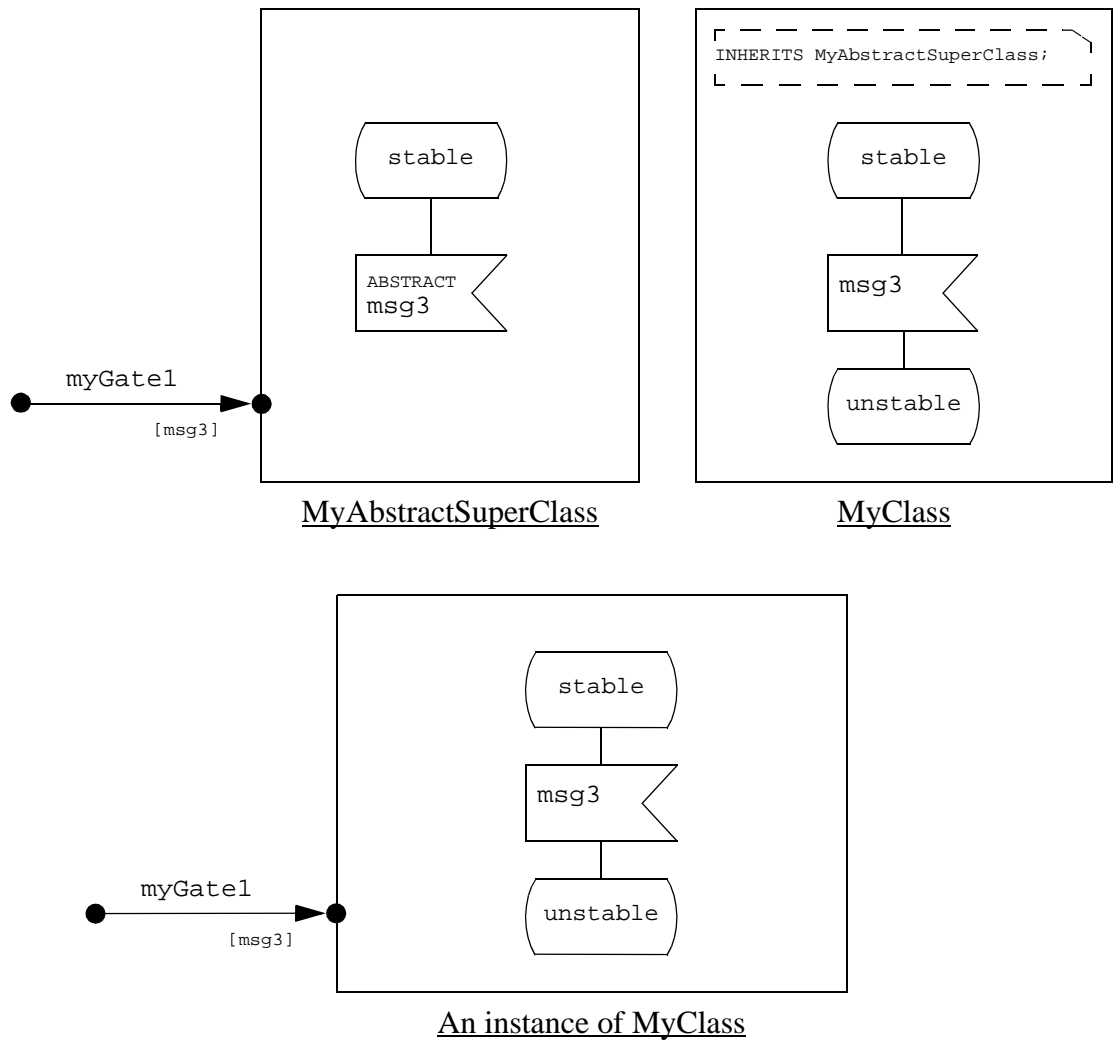 stable
ABSTRACT
msg3
myGate1
[msg3]
MyAbstractSuperClass
INHERITS MyAbstractSuperClass;
stable
msg3
unstable
MyClass
stable
msg3
unstable
myGate1
[msg3]
An instance of MyClass